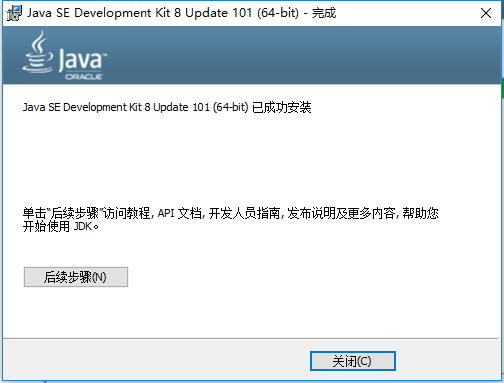 Java SE Development Kit 8 Update 101 (64-bit) - 完成
Java™
ORACLE
Java SE Development Kit 8 Update 101 (64-bit) 已成功安装
单击“后续步骤”访问教程, API 文档, 开发人员指南, 发布说明及更多内容, 帮助您
开始使用 JDK。
后续步骤(N)
关闭(C)